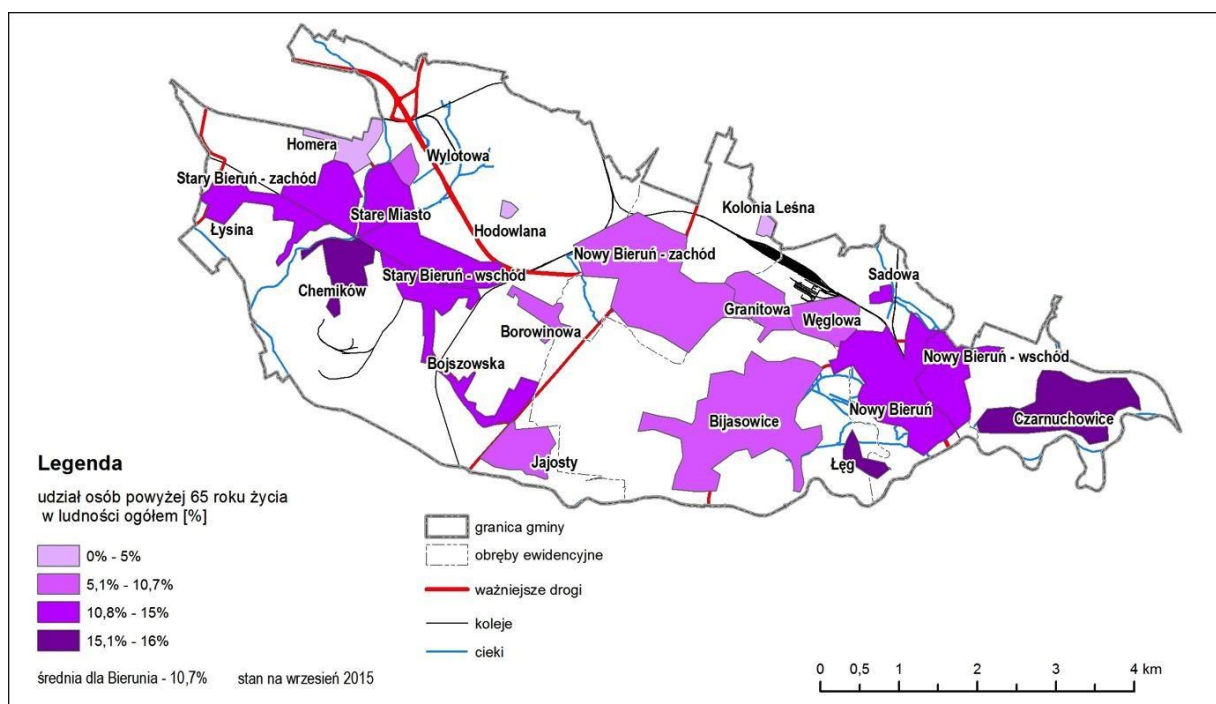 Homera
Wylotowa
Stary Bieruń - zachód
Kolonia Leśna
Stare Miasto
Łysina
Hodowlana
Nowy Bieruń - zachód
Stary Bieruń - wschód
Sadowa
Chemików
Granitowa
Węglowa
Borowinowa
Nowy Bieruń - wschód
Bojszowska
Nowy Bieruń
Bijasowice
Czarnuchowice
Jajosty
Łęg
Legenda
udział osób powyżej 65 roku życia
w ludności ogółem [%]
0% - 5%
5,1% - 10,7%
10,8% - 15%
15,1% - 16%
średnia dla Bierunia - 10,7% stan na wrzesień 2015
granica gminy
obręby ewidencyjne
ważniejsze drogi
koleje
cieki
0 0,5 1 2 3 4 km